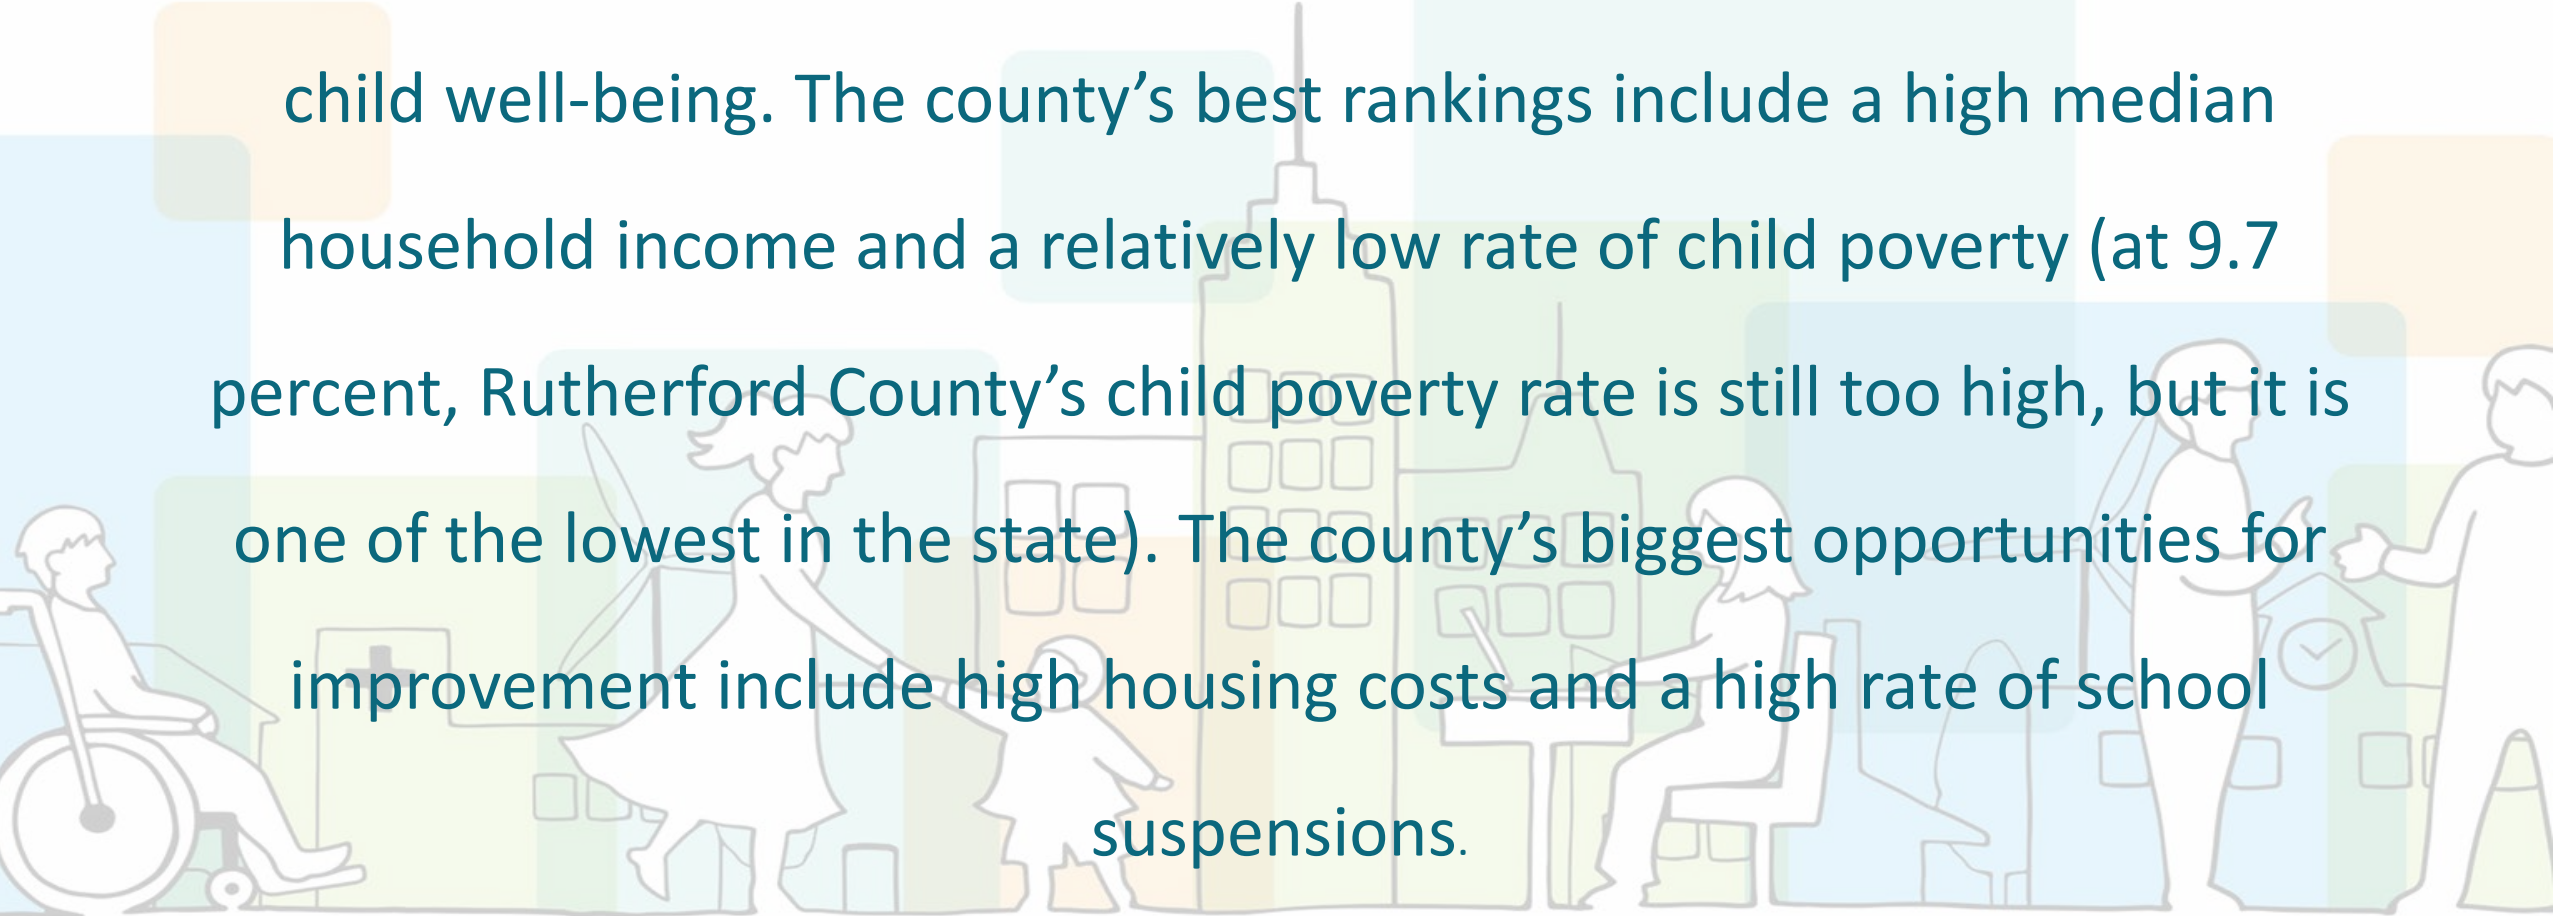 child well-being. The county’s best rankings include a high median
household income and a relatively low rate of child poverty (at 9.7
percent, Rutherford County’s child poverty rate is still too high, but it is
one of the lowest in the state). The county’s biggest opportunities for
improvement include high housing costs and a high rate of school
suspensions.